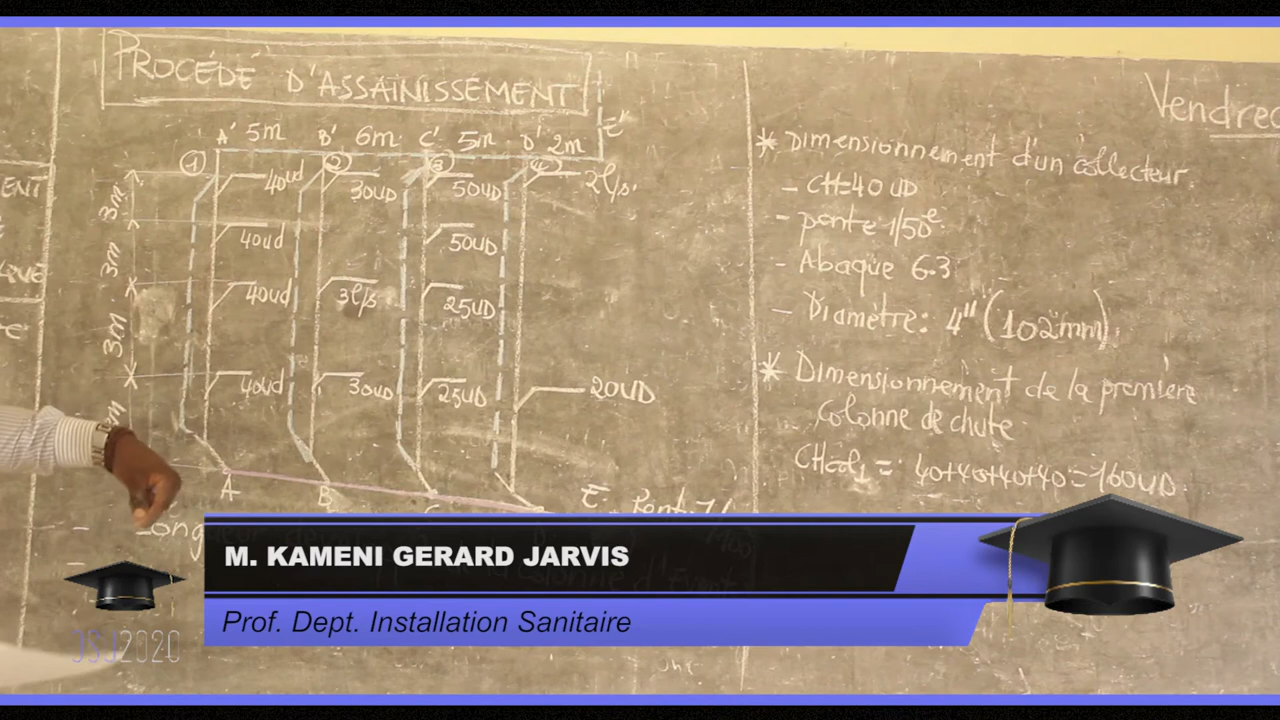 PROCÉDÉ D'ASSAINISSEMENT
A' 5m B' 6m C' 5m D' 2m E'
1 2 3 4
40ud 30UD 50UD 2l/s
40ud 50UD
40ud 3l/s 25UD
40ud 30UD 25UD 20UD
3m
3m
3m
A B C E
Vendred
* Dimensionnement d'un collecteur
- CH=40 UD
- pente 1/50e
- Abaque 6.3
- Diamètre: 4" (102mm)
* Dimensionnement de la première
colonne de chute
= 40+40+40+40=160UD
M. KAMENI GERARD JARVIS
Prof. Dept. Installation Sanitaire
2020